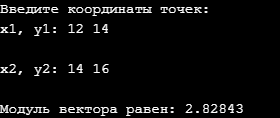 Введите координаты точек:
x1, y1: 12 14
x2, y2: 14 16
Модуль вектора равен: 2.82843